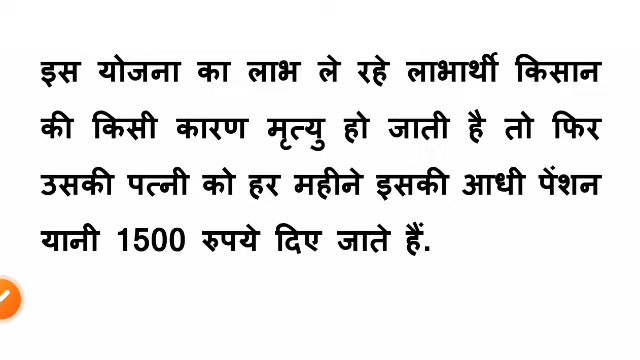 इस योजना का लाभ ले रहे लाभार्थी किसान
की किसी कारण मृत्यु हो जाती है तो फिर
उसकी पत्नी को हर महीने इसकी आधी पेंशन
यानी 1500 रुपये दिए जाते हैं.